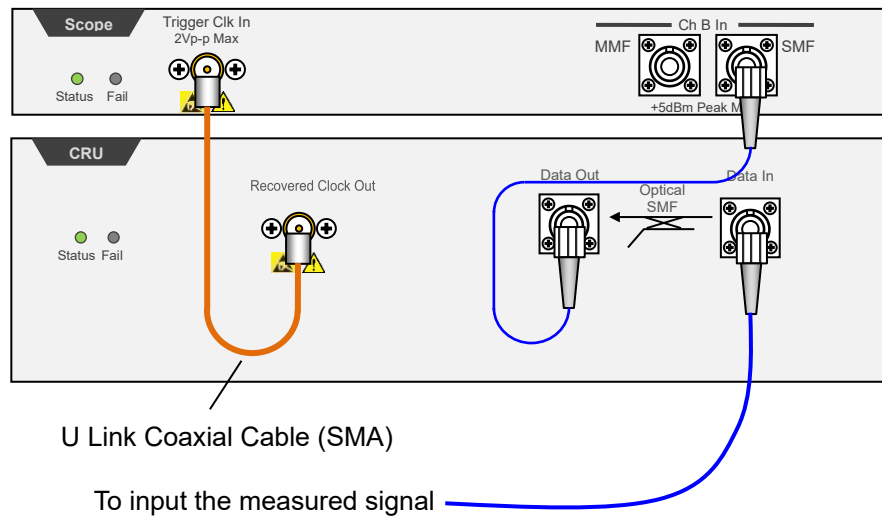 Scope
Trigger Clk In
2Vp-p Max
Status
Fail
Ch B In
MMF
SMF
+5dBm Peak M
CRU
Recovered Clock Out
Status
Fail
Data Out
Optical
SMF
Data In
U Link Coaxial Cable (SMA)
To input the measured signal